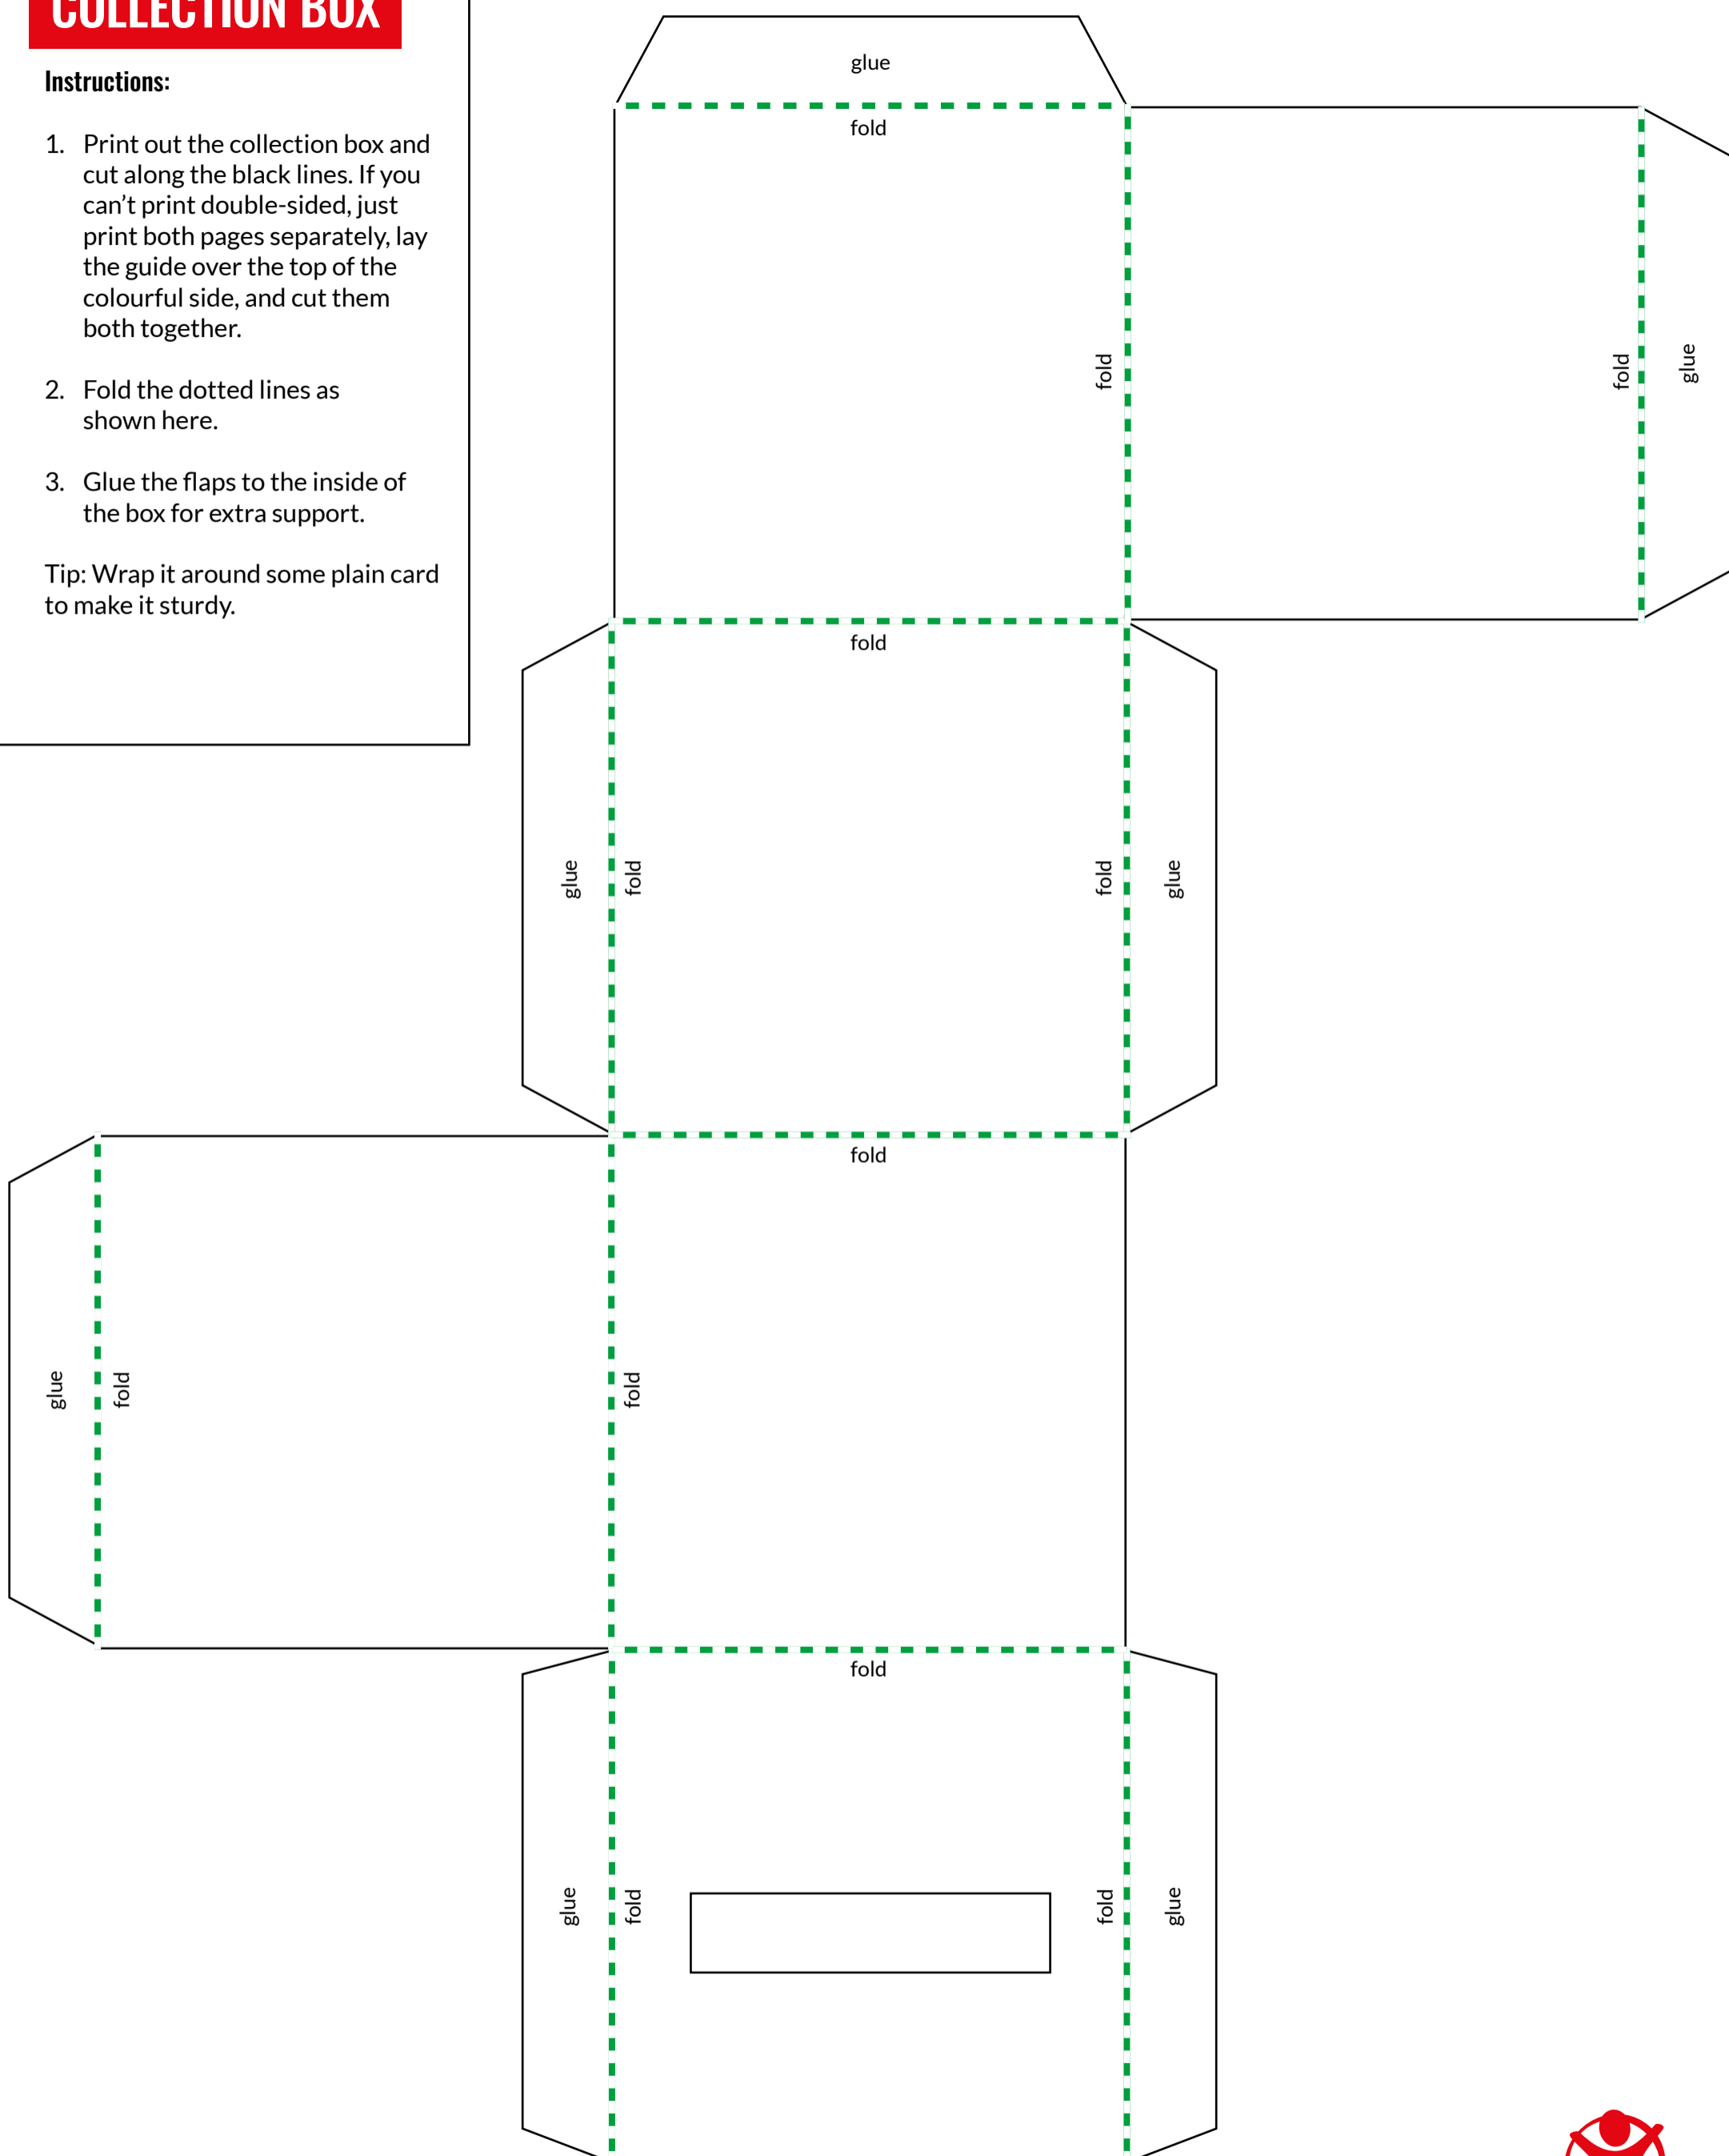 COLLECTION BOX
Instructions:
1. Print out the collection box and
cut along the black lines. If you
can’t print double-sided, just
print both pages separately, lay
the guide over the top of the
colourful side, and cut them
both together.
2. Fold the dotted lines as
shown here.
3. Glue the flaps to the inside of
the box for extra support.
Tip: Wrap it around some plain card
to make it sturdy.
glue
fold
fold
fold
glue
fold
glue
fold
fold
glue
fold
glue
fold
fold
fold
glue
fold
fold
glue